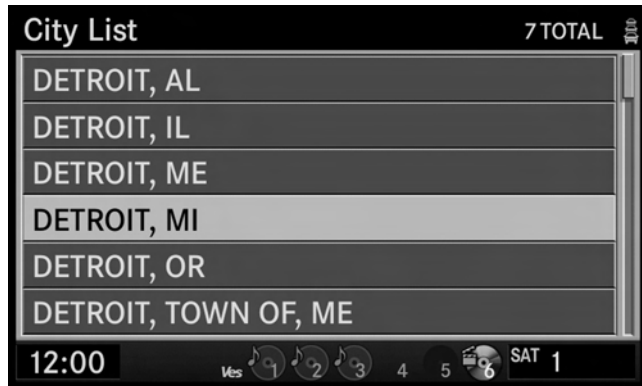 City List 7 TOTAL
DETROIT, AL
DETROIT, IL
DETROIT, ME
DETROIT, MI
DETROIT, OR
DETROIT, TOWN OF, ME
12:00 Ves 1 2 3 4 5 6 SAT 1